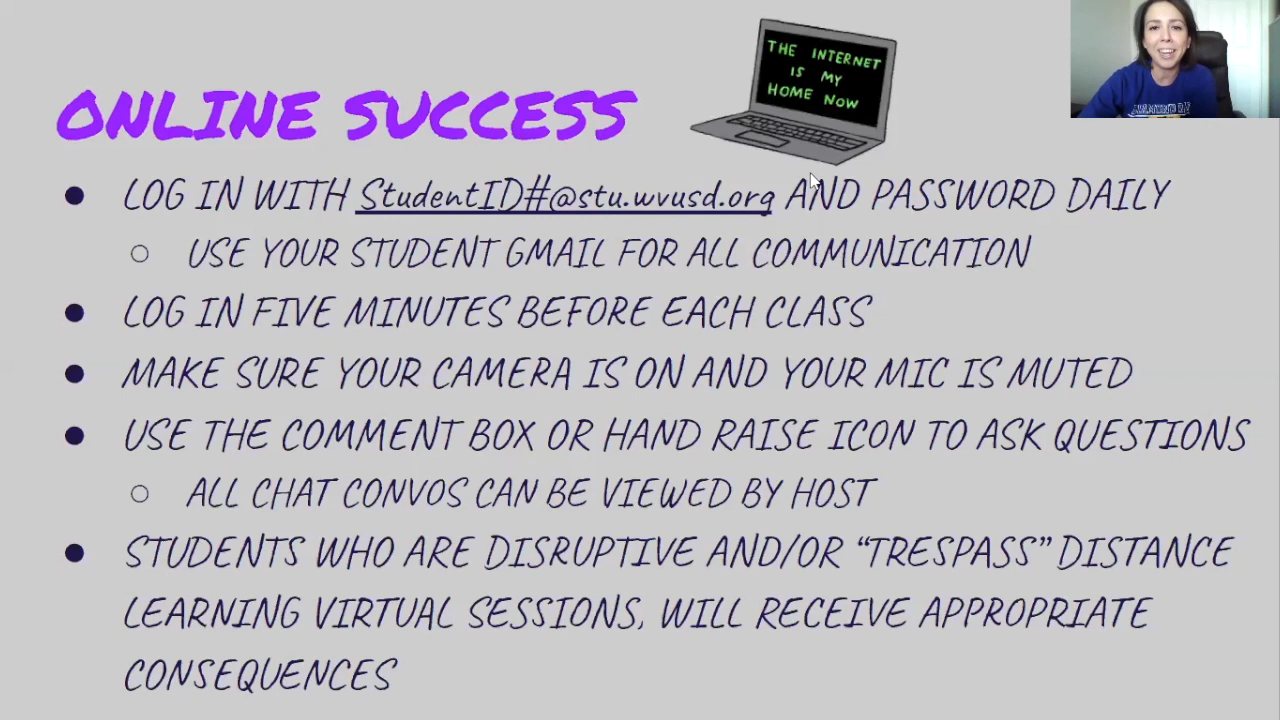 THE INTERNET
IS MY
HOME NOW
ONLINE SUCCESS
● LOG IN WITH StudentID#@stu.wvusd.org AND PASSWORD DAILY
○ USE YOUR STUDENT GMAIL FOR ALL COMMUNICATION
● LOG IN FIVE MINUTES BEFORE EACH CLASS
● MAKE SURE YOUR CAMERA IS ON AND YOUR MIC IS MUTED
● USE THE COMMENT BOX OR HAND RAISE ICON TO ASK QUESTIONS
○ ALL CHAT CONVOS CAN BE VIEWED BY HOST
● STUDENTS WHO ARE DISRUPTIVE AND/OR “TRESPASS” DISTANCE
LEARNING VIRTUAL SESSIONS, WILL RECEIVE APPROPRIATE
CONSEQUENCES